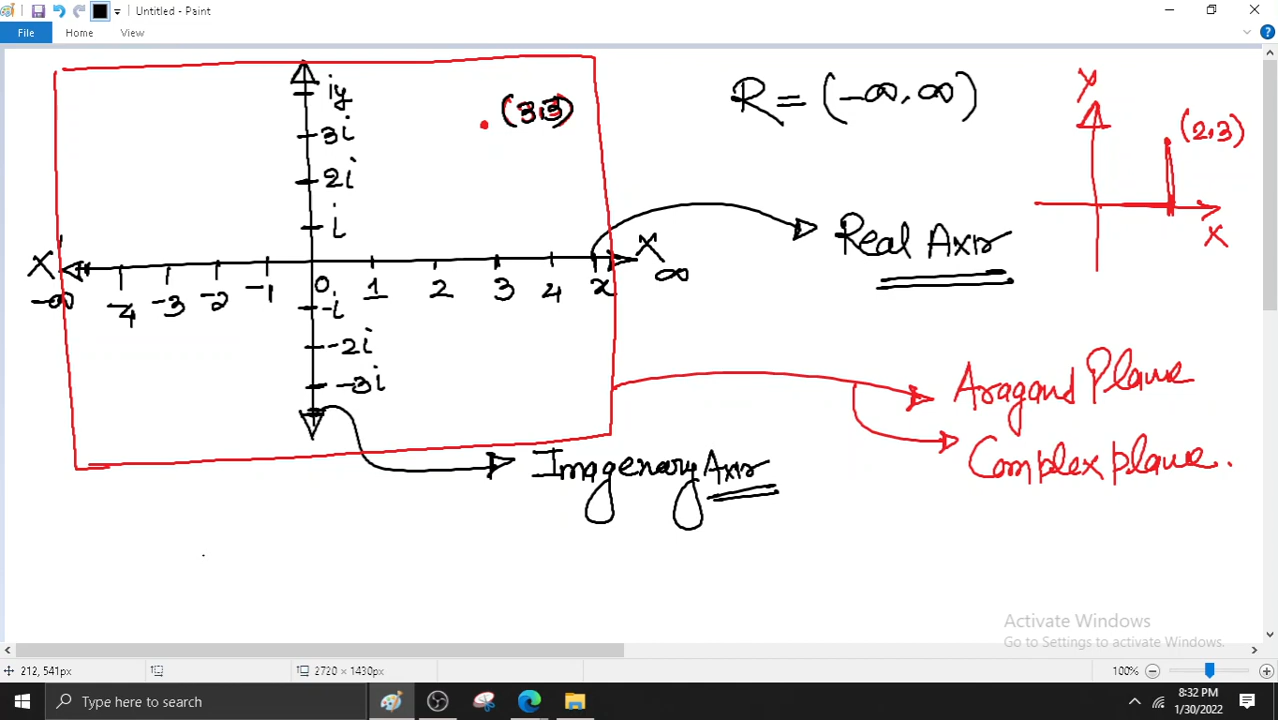 Untitled - Paint
File Home View
iy
3i
2i
i
(3,3)
R = (-∞, ∞)
y
(2,3)
X
X'
-∞
-4 -3 -2 -1 0 1 2 3 4 x
X
∞
Real Axis
-i
-2i
-3i
Imagenary Axis
Aragand Plane
Complex plane.
Activate Windows
Go to Settings to activate Windows.
212, 541px
2720 × 1430px
100%
Type here to search
8:32 PM
1/30/2022